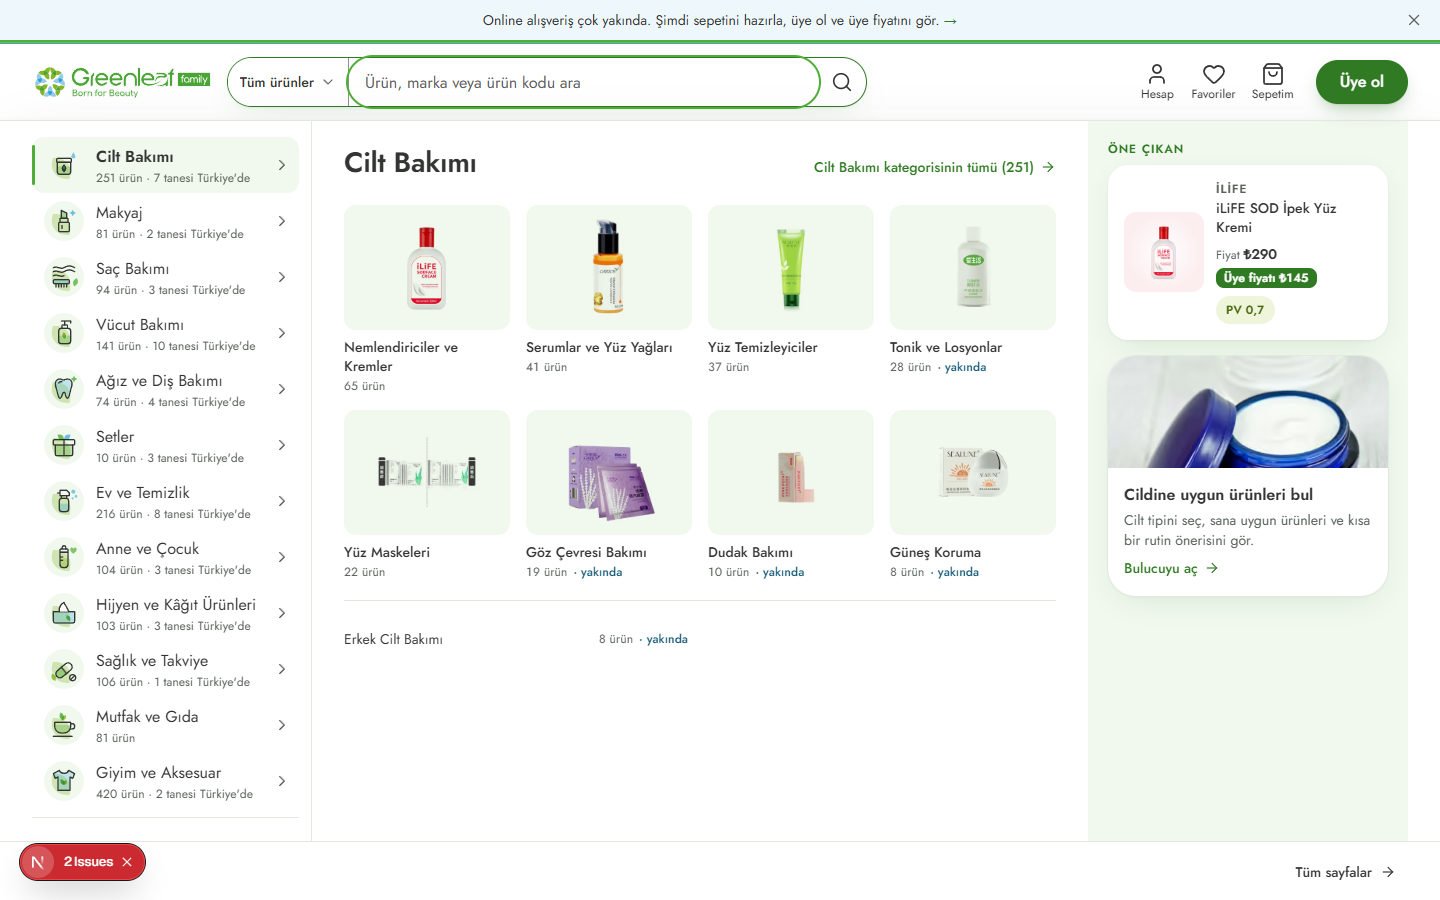 Online alışveriş çok yakında. Şimdi sepetini hazırla, üye ol ve üye fiyatını gör. →
Greenleaf family
Born for Beauty
Tüm ürünler
Ürün, marka veya ürün kodu ara
Hesap
Favoriler
Sepetim
Üye ol
Cilt Bakımı
251 ürün · 7 tanesi Türkiye'de
Makyaj
81 ürün · 2 tanesi Türkiye'de
Saç Bakımı
94 ürün · 3 tanesi Türkiye'de
Vücut Bakımı
141 ürün · 10 tanesi Türkiye'de
Ağız ve Diş Bakımı
74 ürün · 4 tanesi Türkiye'de
Setler
10 ürün · 3 tanesi Türkiye'de
Ev ve Temizlik
216 ürün · 8 tanesi Türkiye'de
Anne ve Çocuk
104 ürün · 3 tanesi Türkiye'de
Hijyen ve Kâğıt Ürünleri
103 ürün · 3 tanesi Türkiye'de
Sağlık ve Takviye
106 ürün · 1 tanesi Türkiye'de
Mutfak ve Gıda
81 ürün
Giyim ve Aksesuar
420 ürün · 2 tanesi Türkiye'de
2 Issues
Cilt Bakımı
Cilt Bakımı kategorisinin tümü (251) →
iLiFE
SODFACE
CREAM
Nemlendiriciler ve
Kremler
65 ürün
Serumlar ve Yüz Yağları
41 ürün
Yüz Temizleyiciler
37 ürün
Tonik ve Losyonlar
28 ürün · yakında
Yüz Maskeleri
22 ürün
Göz Çevresi Bakımı
19 ürün · yakında
Dudak Bakımı
10 ürün · yakında
SEALUXE
Güneş Koruma
8 ürün · yakında
Erkek Cilt Bakımı
8 ürün · yakında
ÖNE ÇIKAN
iLiFE
İLİFE
iLiFE SOD İpek Yüz
Kremi
Fiyat ₺290
Üye fiyatı ₺145
PV 0,7
Cildine uygun ürünleri bul
Cilt tipini seç, sana uygun ürünleri ve kısa
bir rutin önerisini gör.
Bulucuyu aç →
Tüm sayfalar →